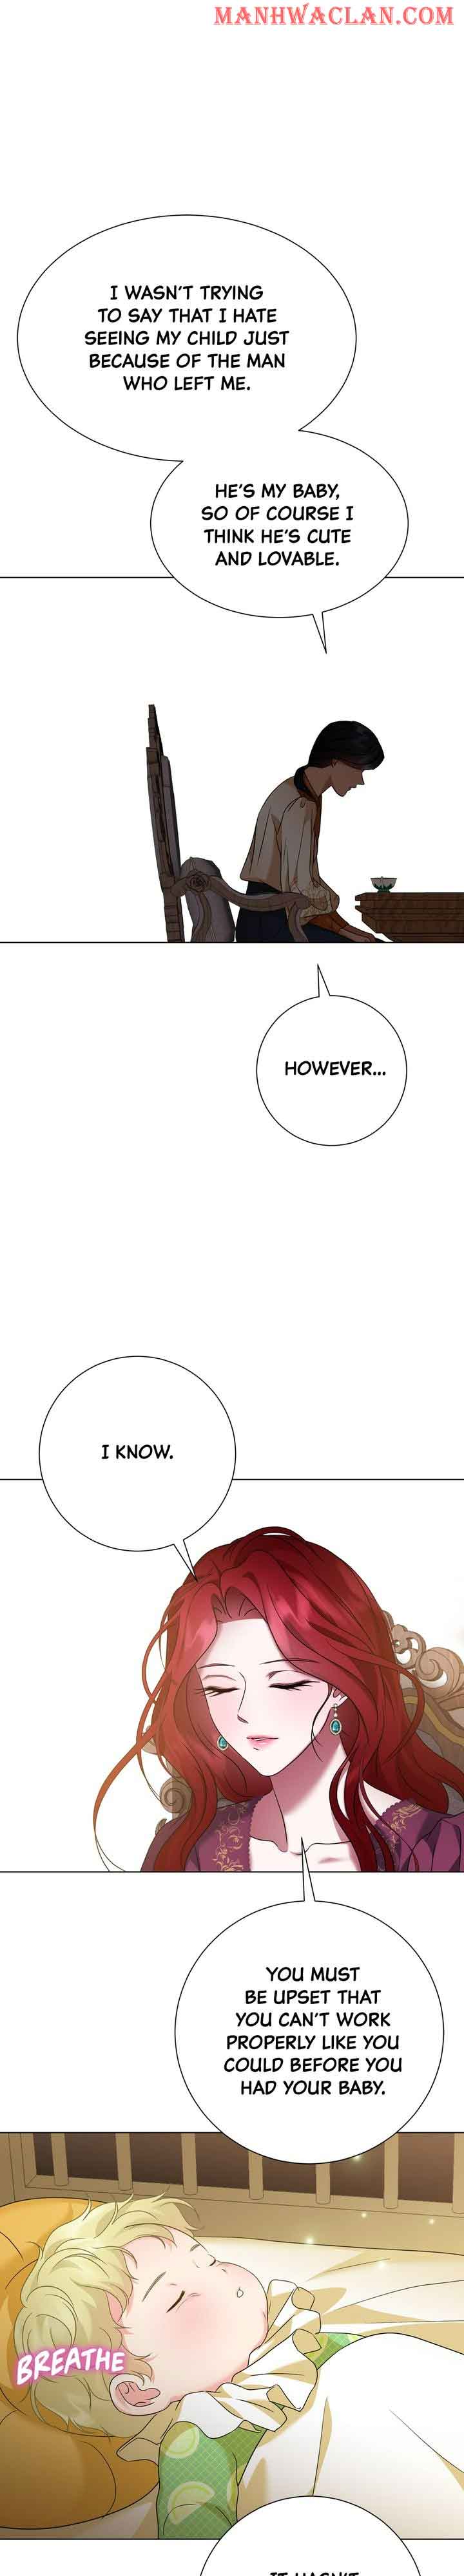 MANHWACLAN.COM
I WASN'T TRYING
TO SAY THAT I HATE
SEEING MY CHILD JUST
BECAUSE OF THE MAN
WHO LEFT ME.
HE'S MY BABY,
SO OF COURSE I
THINK HE'S CUTE
AND LOVABLE.
HOWEVER...
I KNOW.
YOU MUST
BE UPSET THAT
YOU CAN'T WORK
PROPERLY LIKE YOU
COULD BEFORE YOU
HAD YOUR BABY.
BREATHE
IT HASN'T